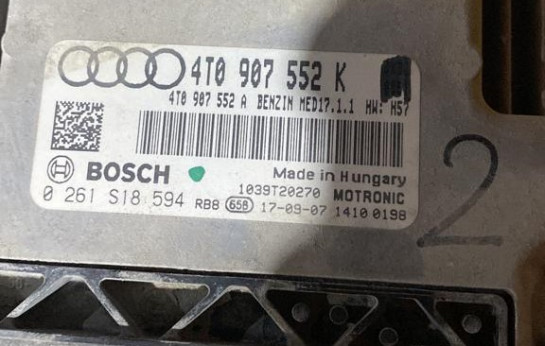 4T0 907 552 K
4T0 907 552 A BENZIN MED17.1.1 HW: H57
BOSCH
Made in Hungary
1039T20270 MOTRONIC
0 261 S18 594 RB8 658 17-09-07 1410 0198
2